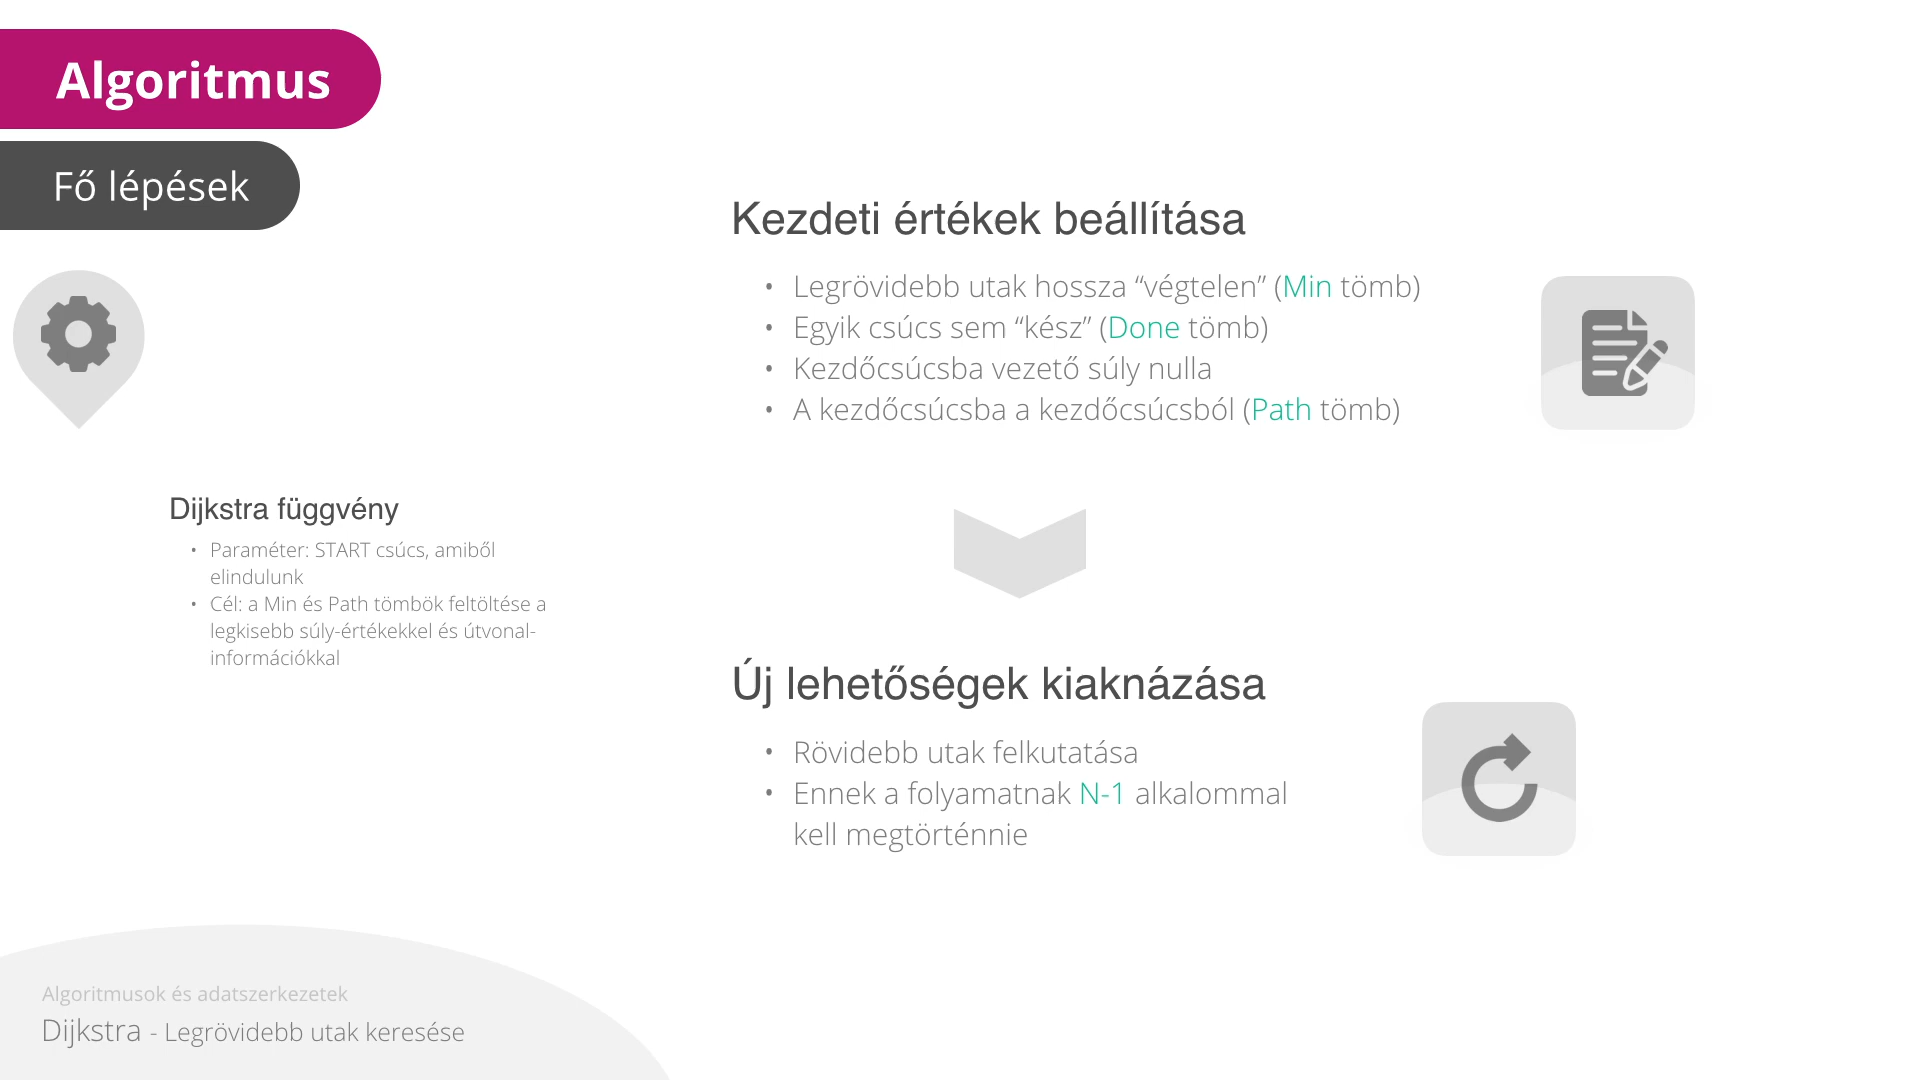 Algoritmus
Fő lépések
Dijkstra függvény
• Paraméter: START csúcs, amiből
elindulunk
• Cél: a Min és Path tömbök feltöltése a
legkisebb súly-értékekkel és útvonal-
információkkal
Kezdeti értékek beállítása
• Legrövidebb utak hossza “végtelen” (Min tömb)
• Egyik csúcs sem “kész” (Done tömb)
• Kezdőcsúcsba vezető súly nulla
• A kezdőcsúcsba a kezdőcsúcsból (Path tömb)
Új lehetőségek kiaknázása
• Rövidebb utak felkutatása
• Ennek a folyamatnak N-1 alkalommal
kell megtörténnie
Algoritmusok és adatszerkezetek
Dijkstra - Legrövidebb utak keresése